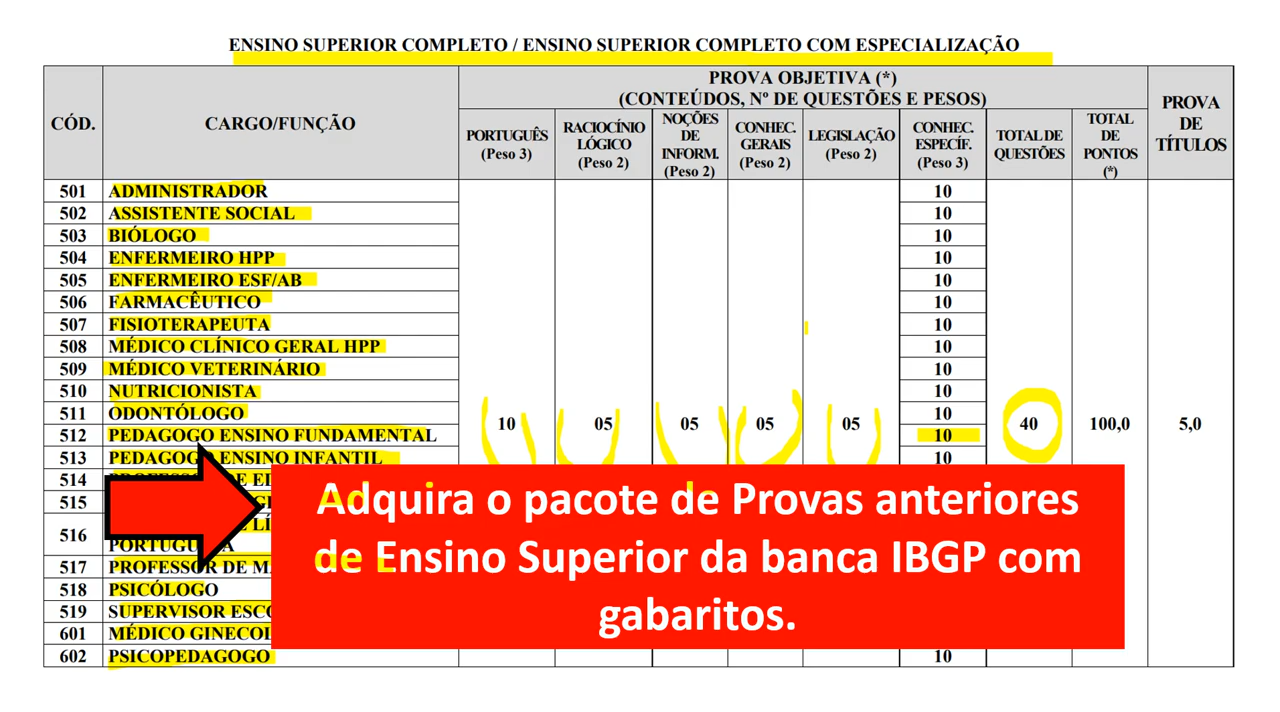 ENSINO SUPERIOR COMPLETO / ENSINO SUPERIOR COMPLETO COM ESPECIALIZAÇÃO
CÓD.
CARGO/FUNÇÃO
PROVA OBJETIVA (*)
(CONTEÚDOS, Nº DE QUESTÕES E PESOS)
PORTUGUÊS
(Peso 3)
RACIOCÍNIO
LÓGICO
(Peso 2)
NOÇÕES
DE
INFORM.
(Peso 2)
CONHEC.
GERAIS
(Peso 2)
LEGISLAÇÃO
(Peso 2)
CONHEC.
ESPECÍF.
(Peso 3)
TOTAL DE
QUESTÕES
TOTAL
DE
PONTOS
(*)
PROVA
DE
TÍTULOS
501 ADMINISTRADOR 10
502 ASSISTENTE SOCIAL 10
503 BIÓLOGO 10
504 ENFERMEIRO HPP 10
505 ENFERMEIRO ESF/AB 10
506 FARMACÊUTICO 10
507 FISIOTERAPEUTA 10
508 MÉDICO CLÍNICO GERAL HPP 10
509 MÉDICO VETERINÁRIO 10
510 NUTRICIONISTA 10
511 ODONTÓLOGO 10
10 05 05 05 05 40 100,0 5,0
512 PEDAGOGO ENSINO FUNDAMENTAL 10
513 PEDAGOGO ENSINO INFANTIL 10
514
515
516
517 PROFESSOR DE
518 PSICÓLOGO
519 SUPERVISOR
601 MÉDICO
602 PSICOPEDAGOGO 10
Adquira o pacote de Provas anteriores
de Ensino Superior da banca IBGP com
gabaritos.